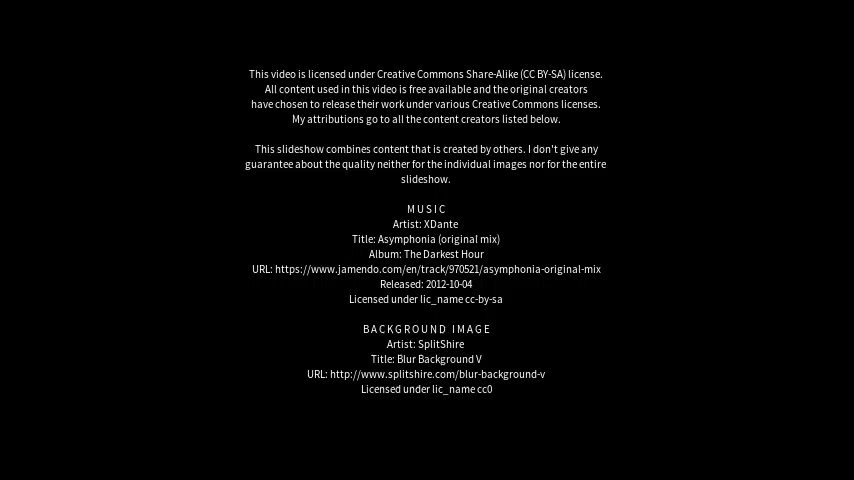 This video is licensed under Creative Commons Share-Alike (CC BY-SA) license.
All content used in this video is free available and the original creators
have chosen to release their work under various Creative Commons licenses.
My attributions go to all the content creators listed below.
This slideshow combines content that is created by others. I don't give any
guarantee about the quality neither for the individual images nor for the entire
slideshow.
MUSIC
Artist: XDante
Title: Asymphonia (original mix)
Album: The Darkest Hour
URL: https://www.jamendo.com/en/track/970521/asymphonia-original-mix
Released: 2012-10-04
Licensed under lic_name cc-by-sa
BACKGROUND IMAGE
Artist: SplitShire
Title: Blur Background V
URL: http://www.splitshire.com/blur-background-v
Licensed under lic_name cc0